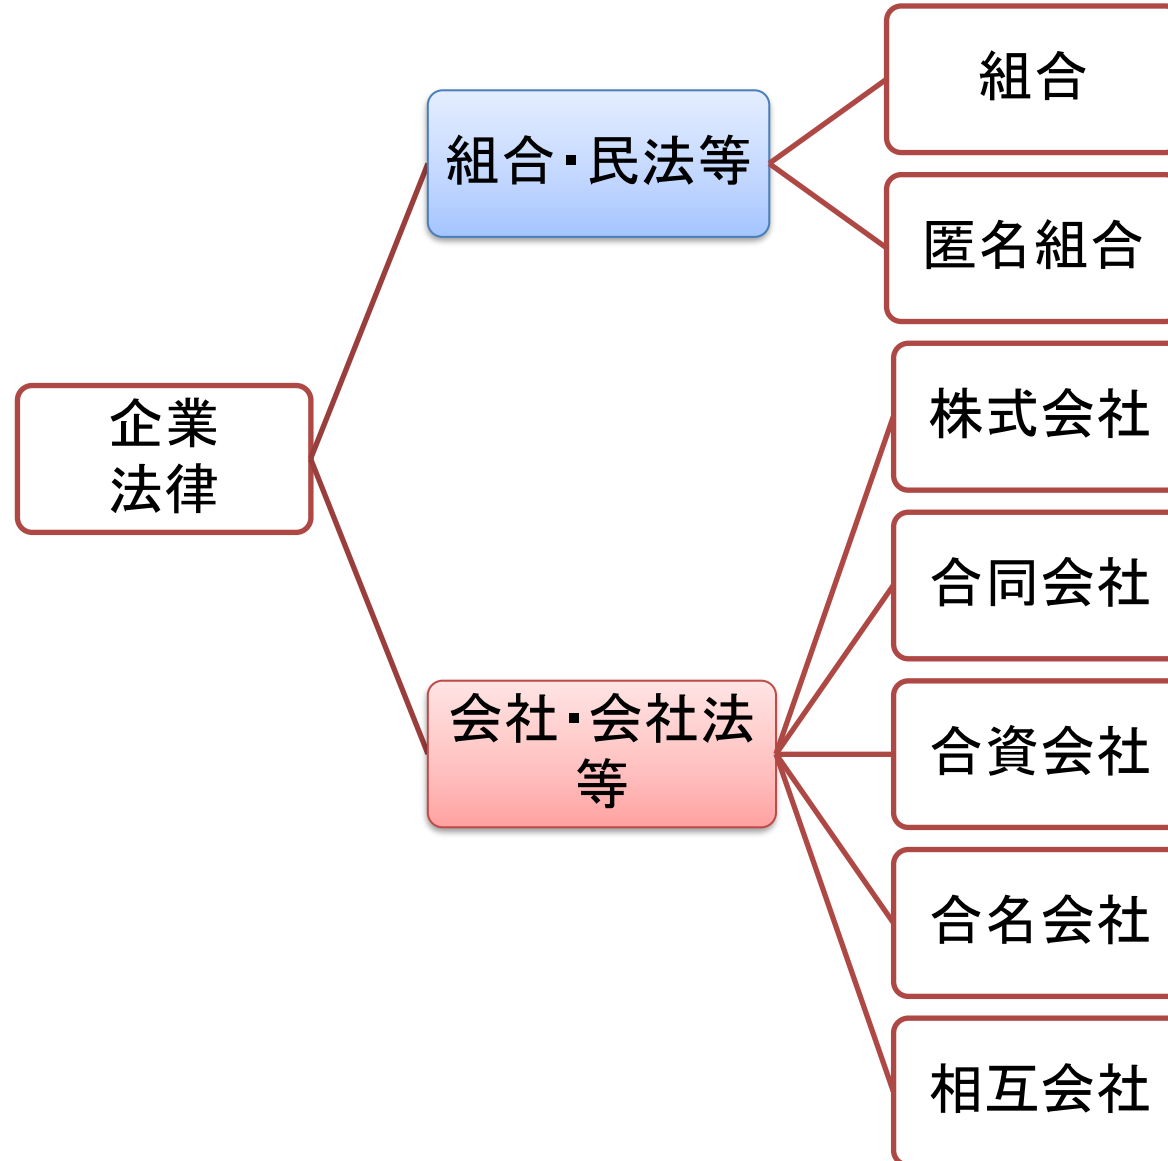 企業
法律
組合・民法等
組合
匿名組合
会社・会社法
等
株式会社
合同会社
合資会社
合名会社
相互会社